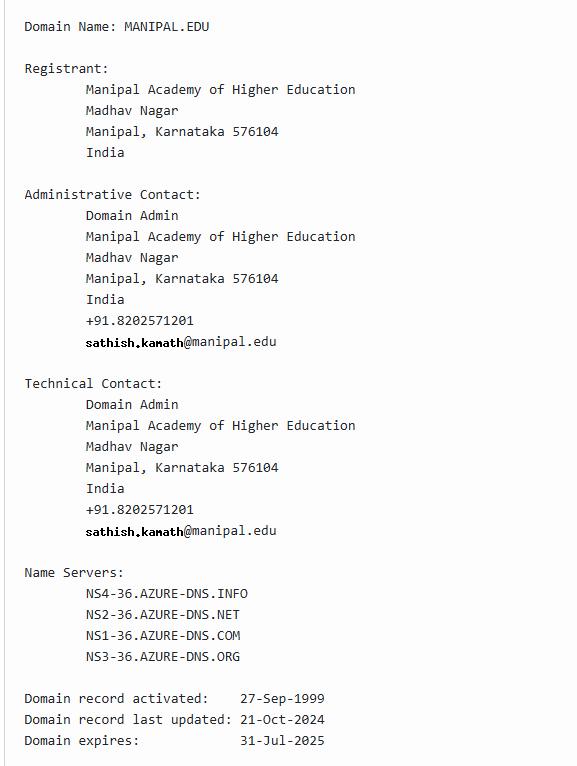 Domain Name: MANIPAL.EDU
Registrant:
Manipal Academy of Higher Education
Madhav Nagar
Manipal, Karnataka 576104
India
Administrative Contact:
Domain Admin
Manipal Academy of Higher Education
Madhav Nagar
Manipal, Karnataka 576104
India
+91.8202571201
sathish.kamath@manipal.edu
Technical Contact:
Domain Admin
Manipal Academy of Higher Education
Madhav Nagar
Manipal, Karnataka 576104
India
+91.8202571201
sathish.kamath@manipal.edu
Name Servers:
NS4-36.AZURE-DNS.INFO
NS2-36.AZURE-DNS.NET
NS1-36.AZURE-DNS.COM
NS3-36.AZURE-DNS.ORG
Domain record activated: 27-Sep-1999
Domain record last updated: 21-Oct-2024
Domain expires: 31-Jul-2025